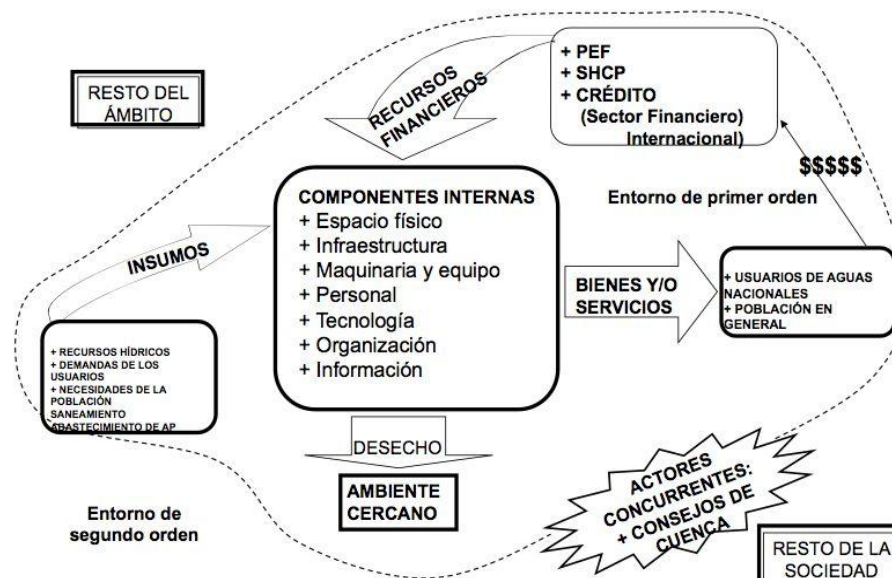 RESTO DEL
ÁMBITO
RECURSOS
FINANCIEROS
+ PEF
+ SHCP
+ CRÉDITO
(Sector Financiero)
Internacional)
$$$$$
Entorno de primer orden
COMPONENTES INTERNAS
+ Espacio físico
+ Infraestructura
+ Maquinaria y equipo
+ Personal
+ Tecnología
+ Organización
+ Información
INSUMOS
BIENES Y/O
SERVICIOS
+ USUARIOS DE AGUAS
NACIONALES
+ POBLACIÓN EN
GENERAL
+ RECURSOS HÍDRICOS
+ DEMANDAS DE LOS
USUARIOS
+ NECESIDADES DE LA
POBLACIÓN
SANEAMIENTO
ABASTECIMIENTO DE AP
DESECHO
AMBIENTE
CERCANO
Entorno de
segundo orden
ACTORES
CONCURRENTES:
+ CONSEJOS DE
CUENCA
RESTO DE LA
SOCIEDAD